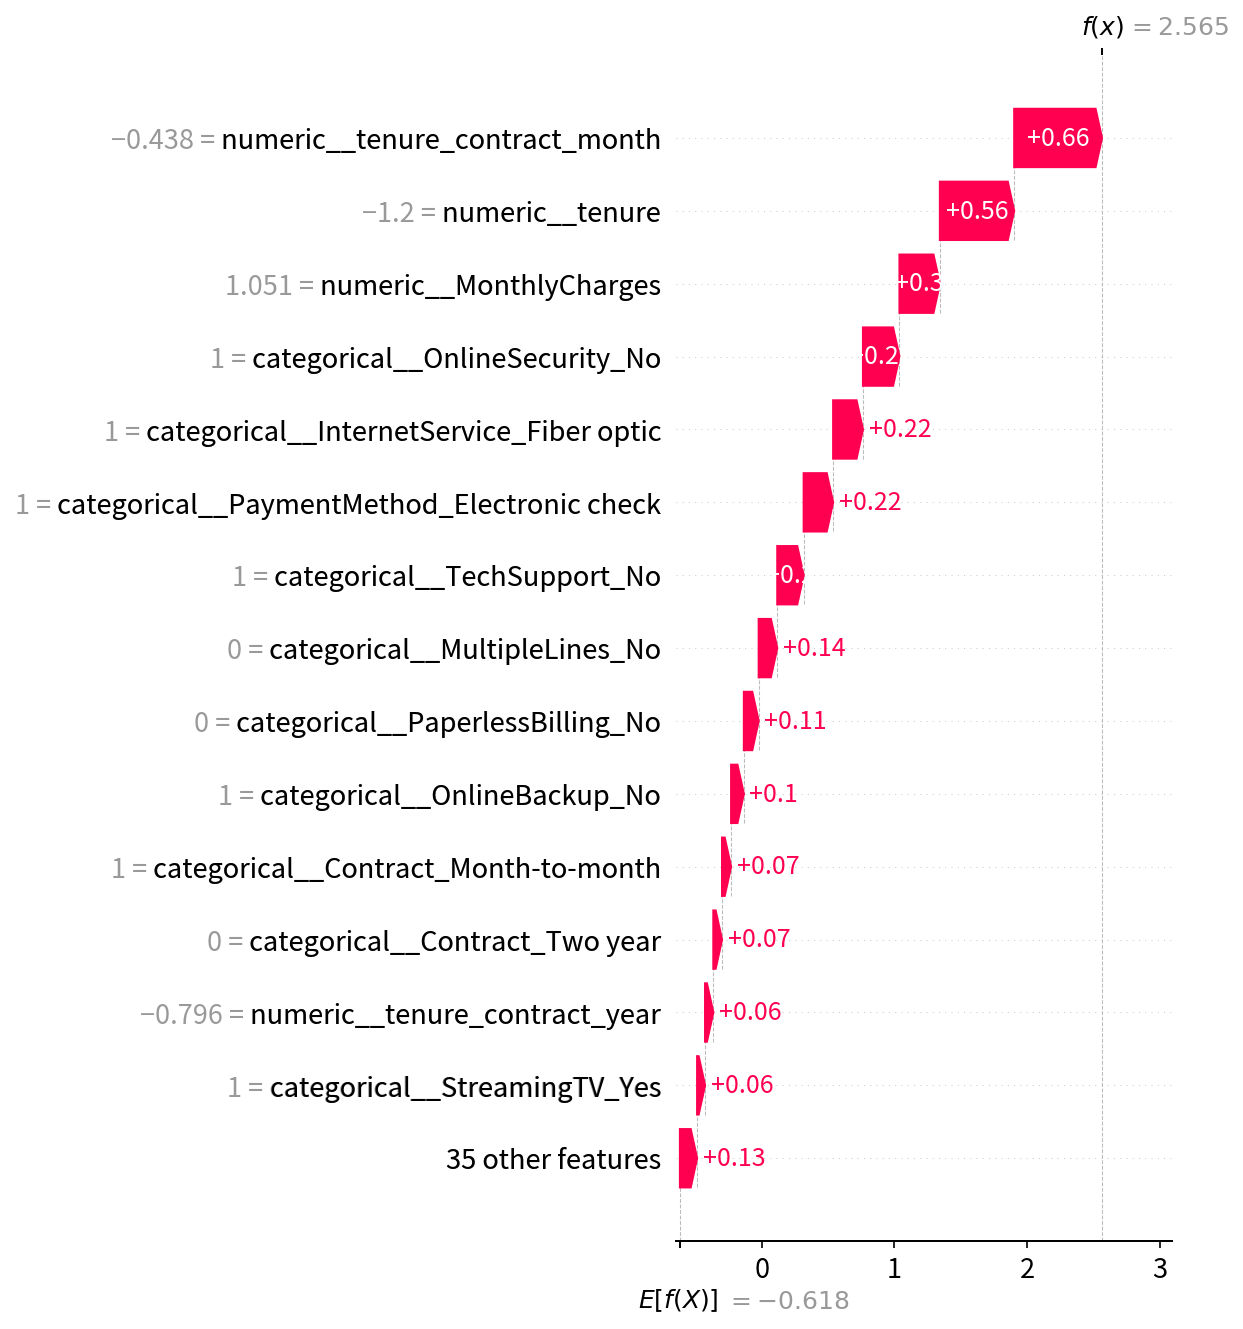 f(x) = 2.565
−0.438 = numeric__tenure_contract_month
+0.66
−1.2 = numeric__tenure
+0.56
1.051 = numeric__MonthlyCharges
1 = categorical__OnlineSecurity_No
1 = categorical__InternetService_Fiber optic
+0.22
1 = categorical__PaymentMethod_Electronic check
+0.22
1 = categorical__TechSupport_No
0 = categorical__MultipleLines_No
+0.14
0 = categorical__PaperlessBilling_No
+0.11
1 = categorical__OnlineBackup_No
+0.1
1 = categorical__Contract_Month-to-month
+0.07
0 = categorical__Contract_Two year
+0.07
−0.796 = numeric__tenure_contract_year
+0.06
1 = categorical__StreamingTV_Yes
+0.06
35 other features
+0.13
0 1 2 3
E[f(X)] = −0.618